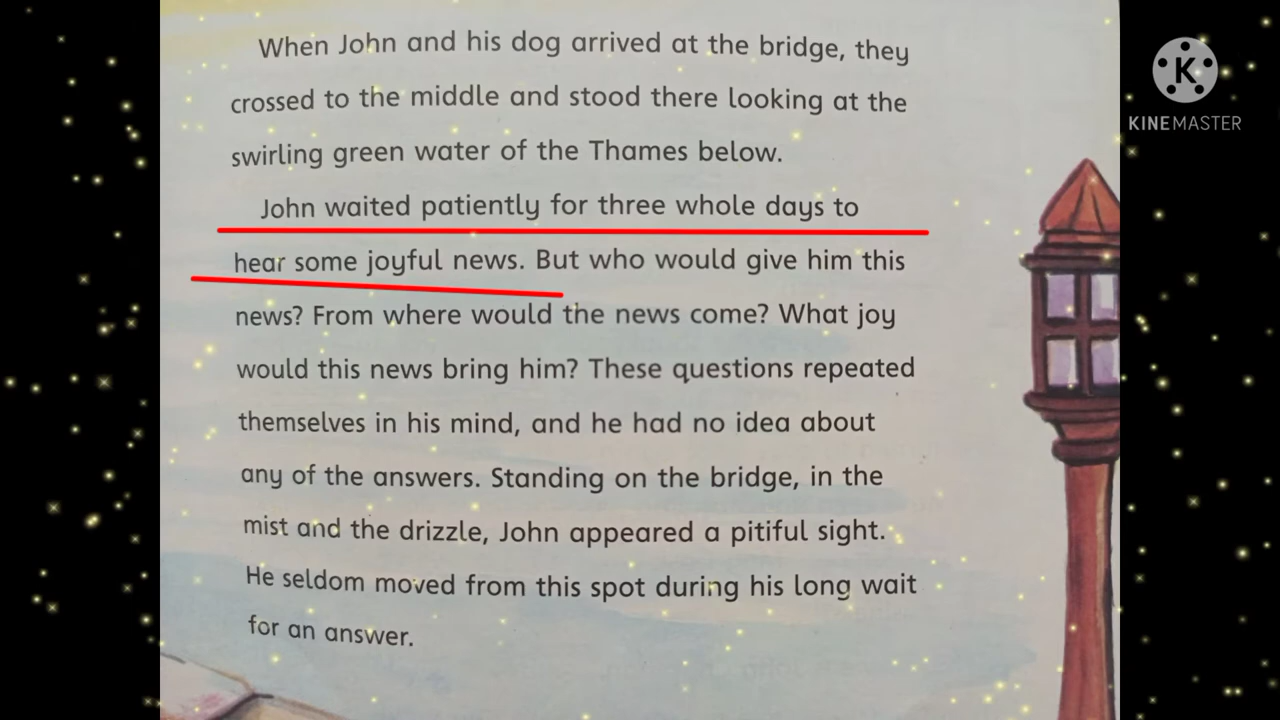 When John and his dog arrived at the bridge, they
crossed to the middle and stood there looking at the
swirling green water of the Thames below.
John waited patiently for three whole days to
hear some joyful news. But who would give him this
news? From where would the news come? What joy
would this news bring him? These questions repeated
themselves in his mind, and he had no idea about
any of the answers. Standing on the bridge, in the
mist and the drizzle, John appeared a pitiful sight.
He seldom moved from this spot during his long wait
for an answer.
K
KINEMASTER